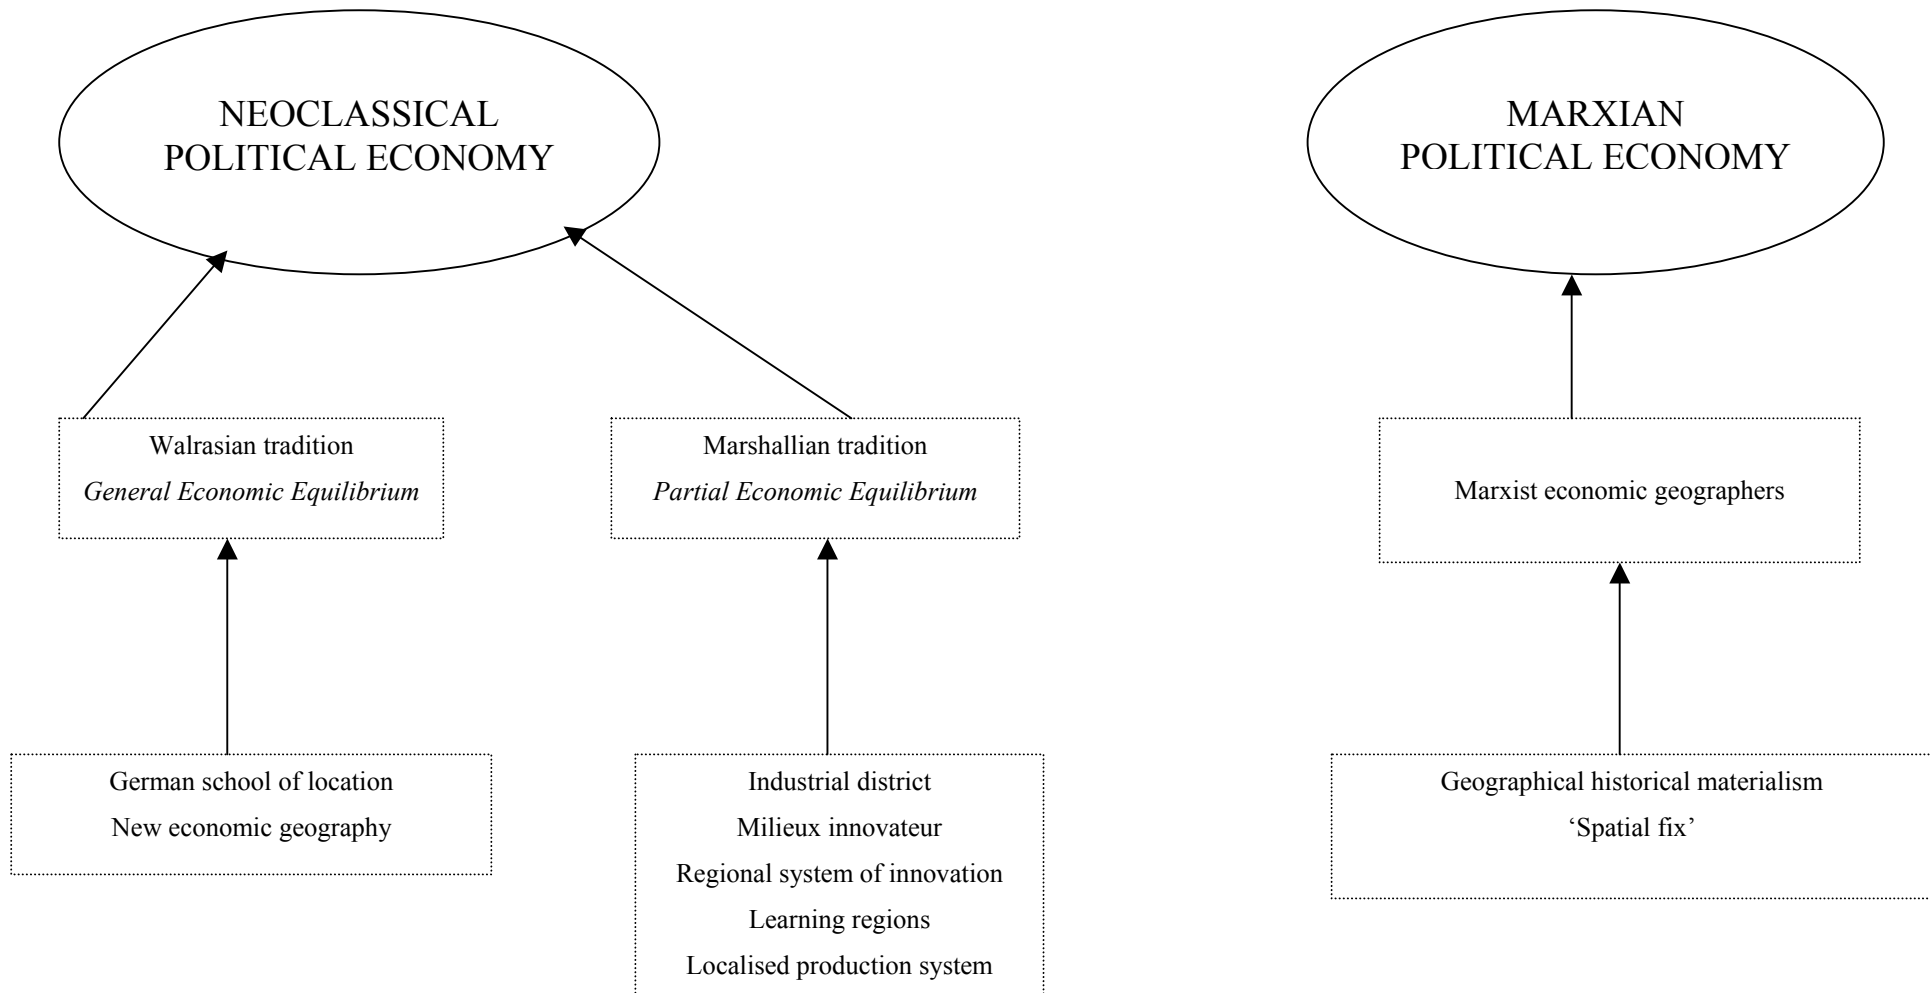 NEOCLASSICAL
POLITICAL ECONOMY
MARXIAN
POLITICAL ECONOMY
Walrasian tradition
General Economic Equilibrium
Marshallian tradition
Partial Economic Equilibrium
Marxist economic geographers
German school of location
New economic geography
Industrial district
Milieux innovateur
Regional system of innovation
Learning regions
Localised production system
Geographical historical materialism
‘Spatial fix’